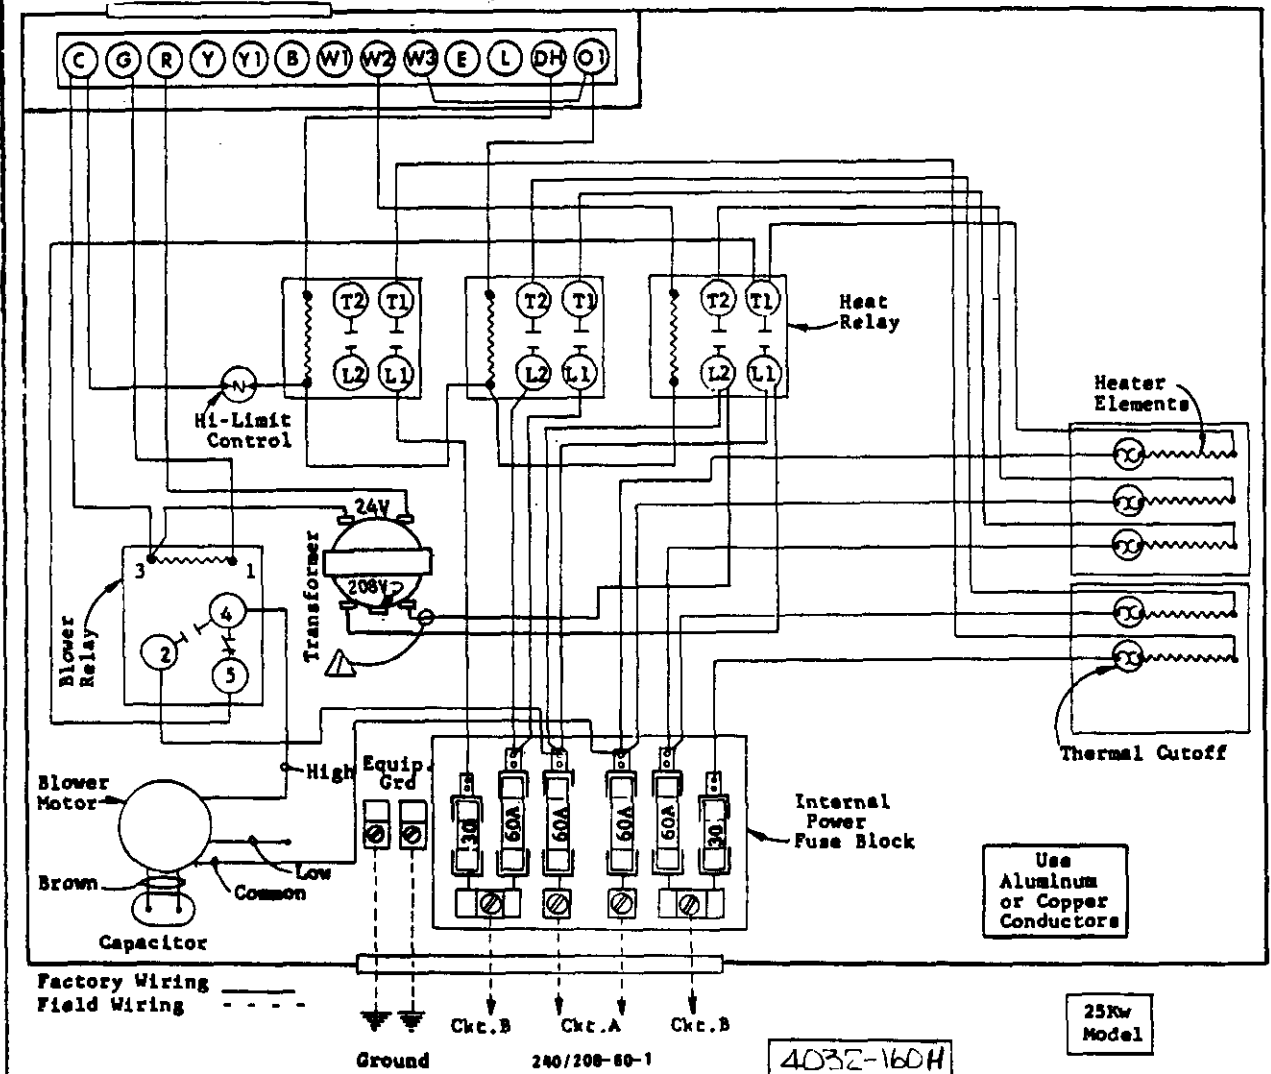 C G R Y Y1 B W1 W2 W3 E L DH O1
T2 T1 T2 T1 T2 T1
Heat
Relay
L2 L1 L2 L1 L2 L1
Hi-Limit
Control
Heater
Elements
24V
Transformer
208V
3 1
4
2
5
Blower
Relay
Thermal Cutoff
High
Equip.
Grd
Blower
Motor
30 60A 60A 60A 60A 30
Internal
Power
Fuse Block
Low
Common
Brown
Capacitor
Use
Aluminum
or Copper
Conductors
Factory Wiring
Field Wiring
Ckt.B Ckt.A Ckt.B
Ground
240/208-60-1
25Kw
Model